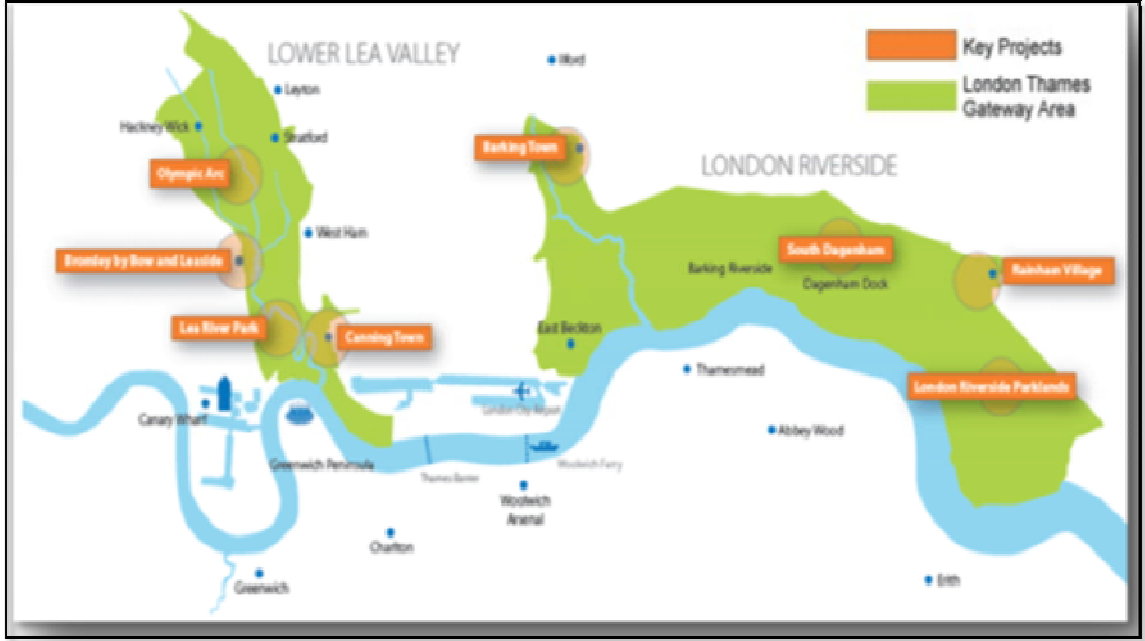 LOWER LEA VALLEY
Key Projects
London Thames
Gateway Area
Ilford
Leyton
Hackney Wick
Stratford
Barking Town
LONDON RIVERSIDE
Olympic Arc
West Ham
South Dagenham
Bromley by Bow and Leaside
Barking Riverside
Rainham Village
Dagenham Dock
Lea River Park
Canning Town
East Beckton
Thamesmead
London Riverside Parklands
London City Airport
Canary Wharf
Abbey Wood
Greenwich Peninsula
Woolwich Ferry
Thames Barrier
Woolwich
Arsenal
Charlton
Greenwich
Erith